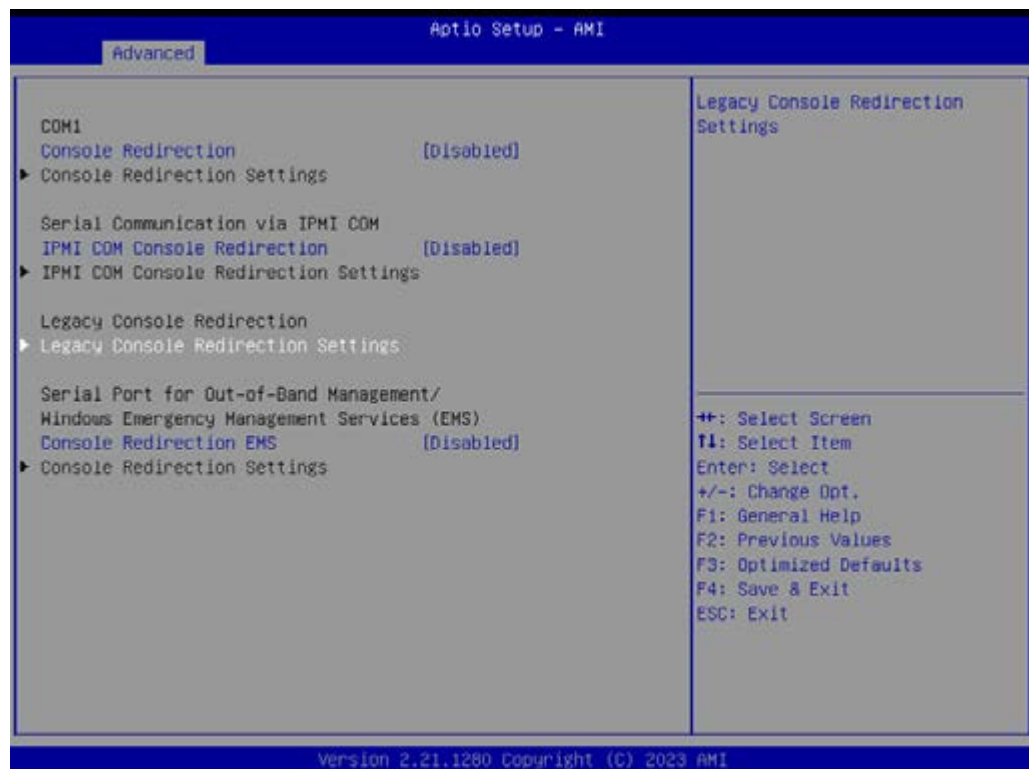 Aptio Setup - AMI
Advanced
COM1
Console Redirection [Disabled]
▶ Console Redirection Settings
Serial Communication via IPMI COM
IPMI COM Console Redirection [Disabled]
▶ IPMI COM Console Redirection Settings
Legacy Console Redirection
▶ Legacy Console Redirection Settings
Serial Port for Out-of-Band Management/
Windows Emergency Management Services (EMS)
Console Redirection EMS [Disabled]
▶ Console Redirection Settings
Legacy Console Redirection
Settings
→←: Select Screen
↑↓: Select Item
Enter: Select
+/-: Change Opt.
F1: General Help
F2: Previous Values
F3: Optimized Defaults
F4: Save & Exit
ESC: Exit
Version 2.21.1280 Copyright (C) 2023 AMI